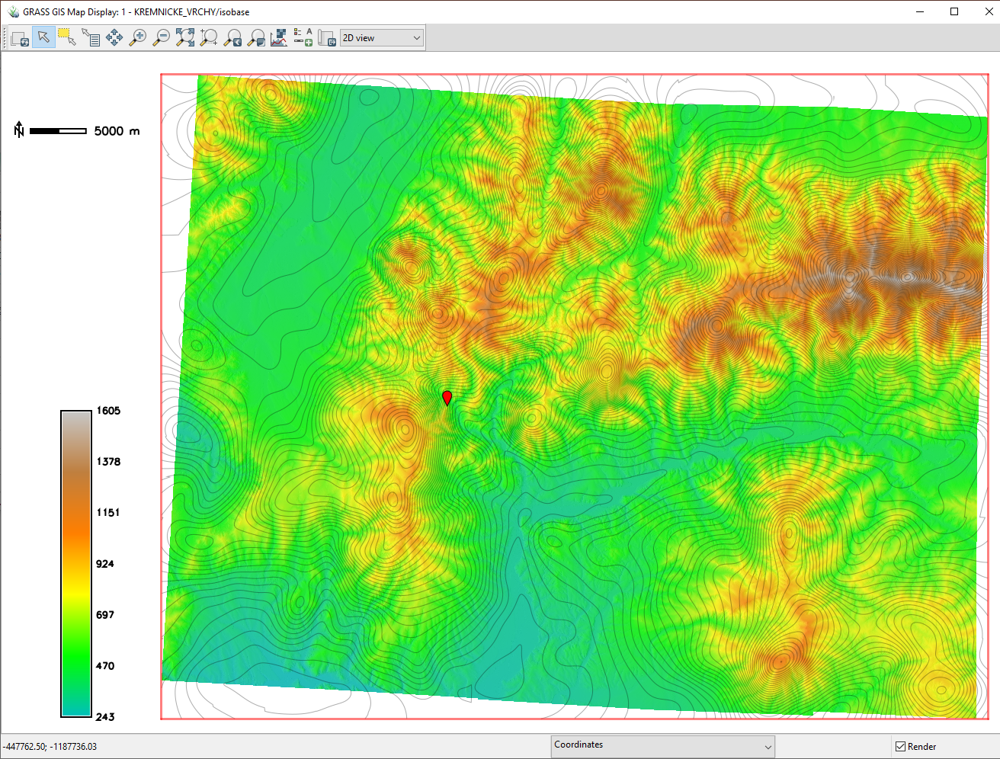 GRASS GIS Map Display: 1 - KREMNICKE_VRCHY/isobase
A
2D view
N
5000 m
1605
1378
1151
924
697
470
243
-447762.50; -1187736.03
Coordinates
Render